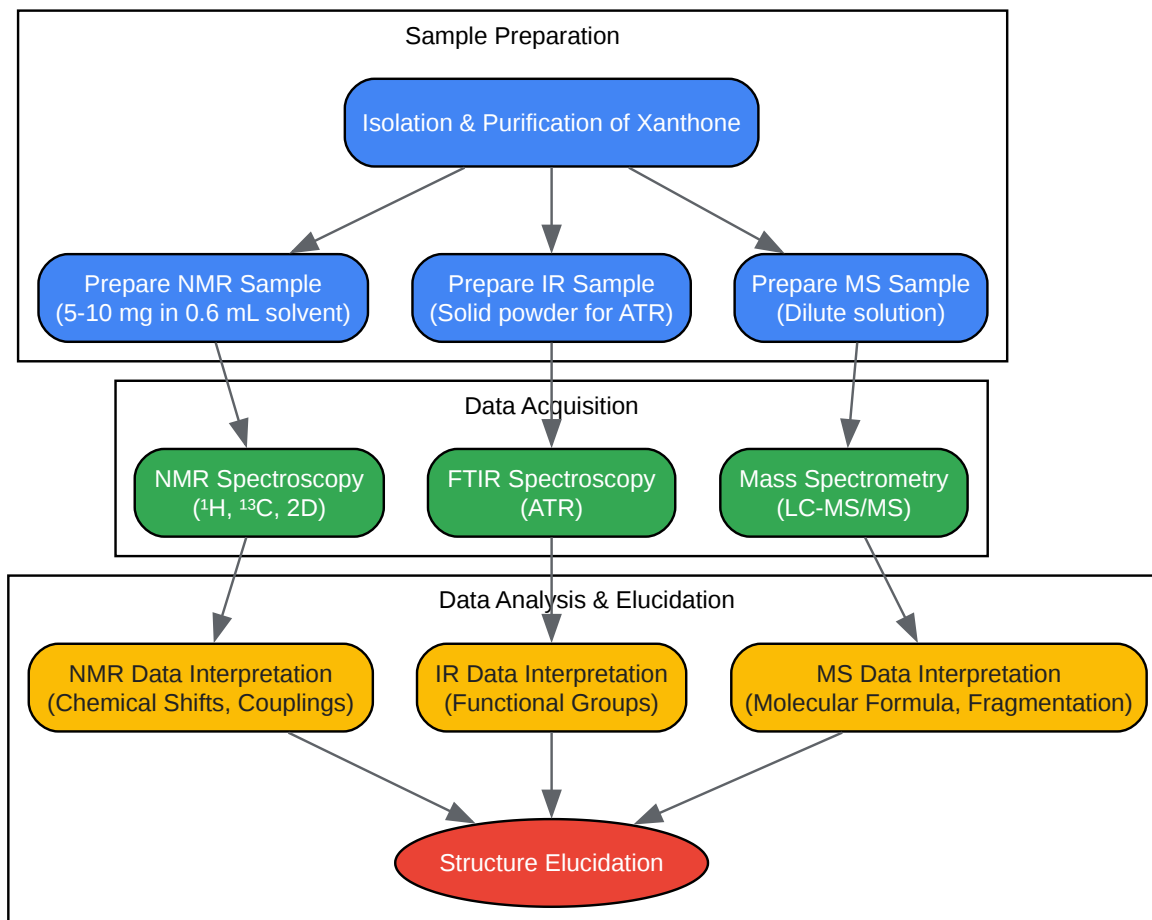 Sample Preparation
Isolation & Purification of Xanthone
Prepare NMR Sample
(5-10 mg in 0.6 mL solvent)
Prepare IR Sample
(Solid powder for ATR)
Prepare MS Sample
(Dilute solution)
Data Acquisition
NMR Spectroscopy
(¹H, ¹³C, 2D)
FTIR Spectroscopy
(ATR)
Mass Spectrometry
(LC-MS/MS)
Data Analysis & Elucidation
NMR Data Interpretation
(Chemical Shifts, Couplings)
IR Data Interpretation
(Functional Groups)
MS Data Interpretation
(Molecular Formula, Fragmentation)
Structure Elucidation